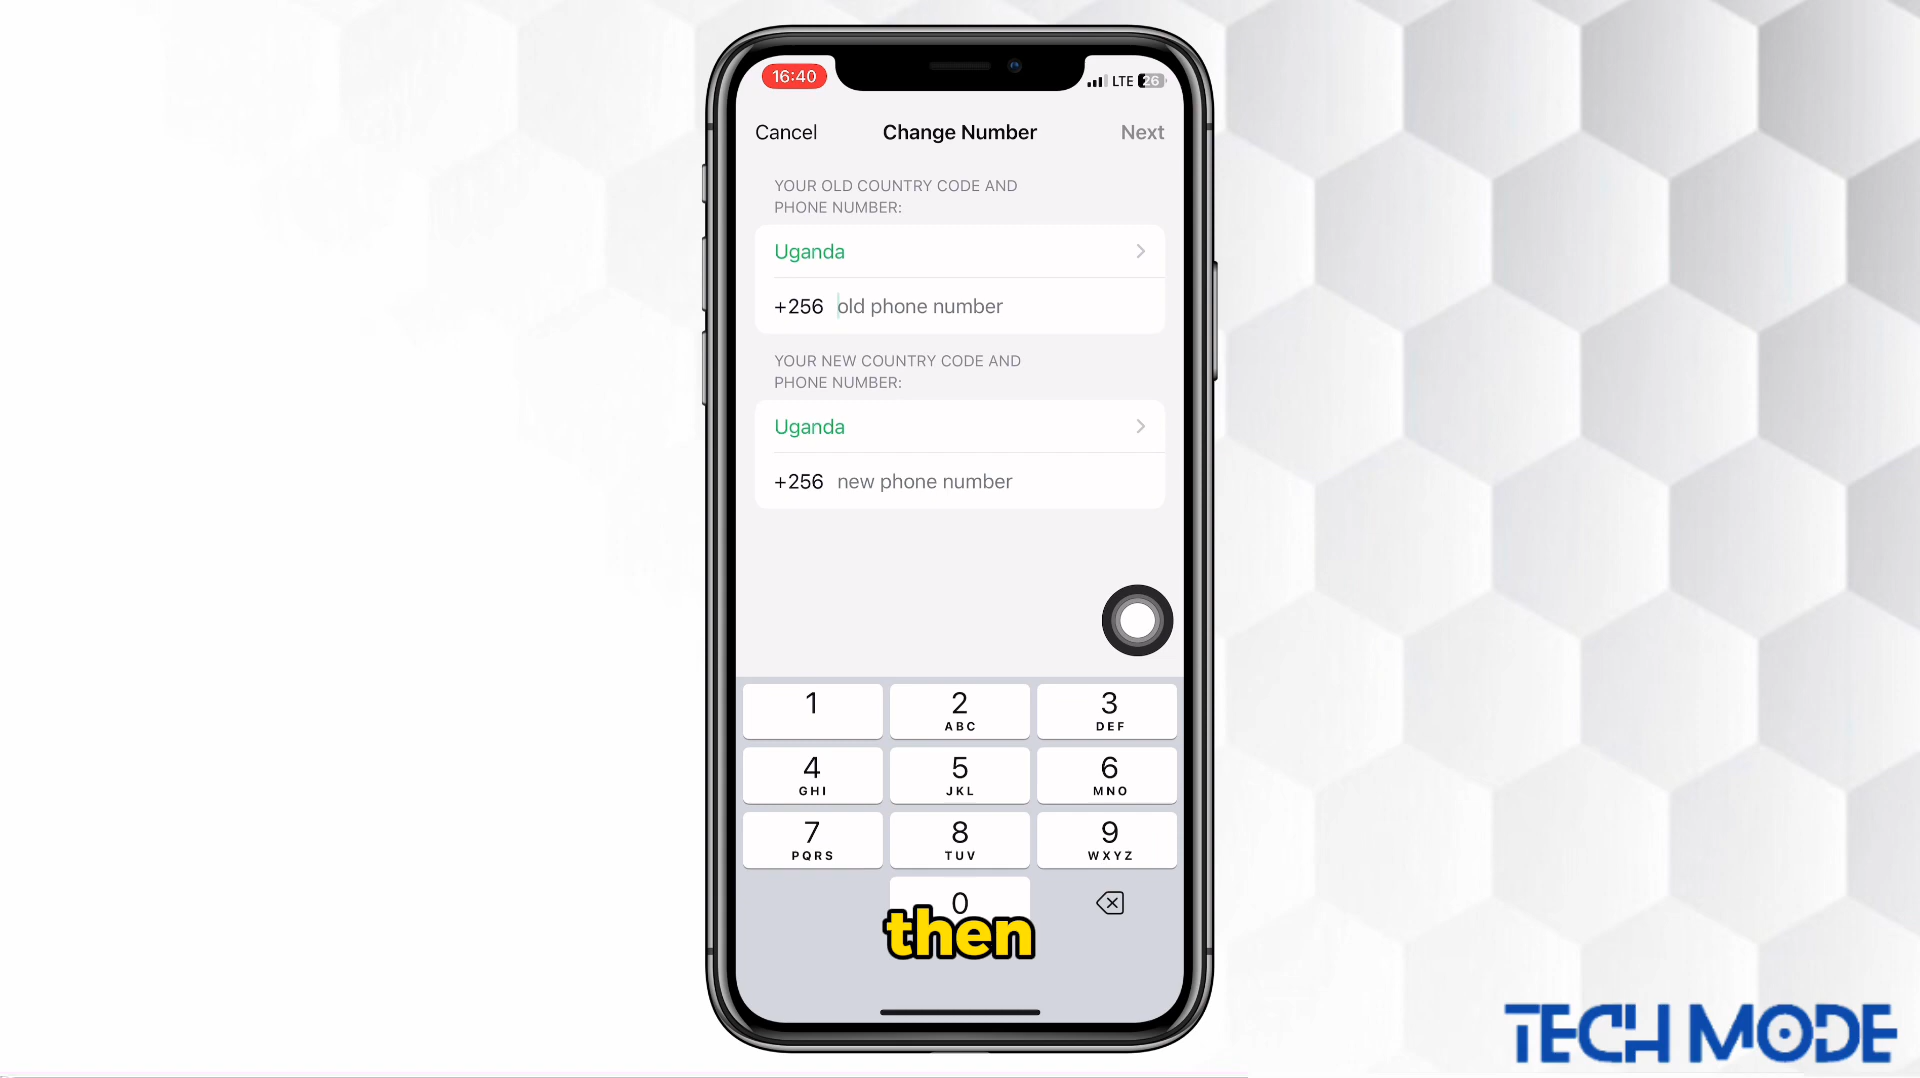 16:40
LTE 26
Cancel Change Number Next
YOUR OLD COUNTRY CODE AND
PHONE NUMBER:
Uganda
+256 old phone number
YOUR NEW COUNTRY CODE AND
PHONE NUMBER:
Uganda
+256 new phone number
1 2 3
ABC DEF
4 5 6
GHI JKL MNO
7 8 9
PQRS TUV WXYZ
0
then
TECH MODE